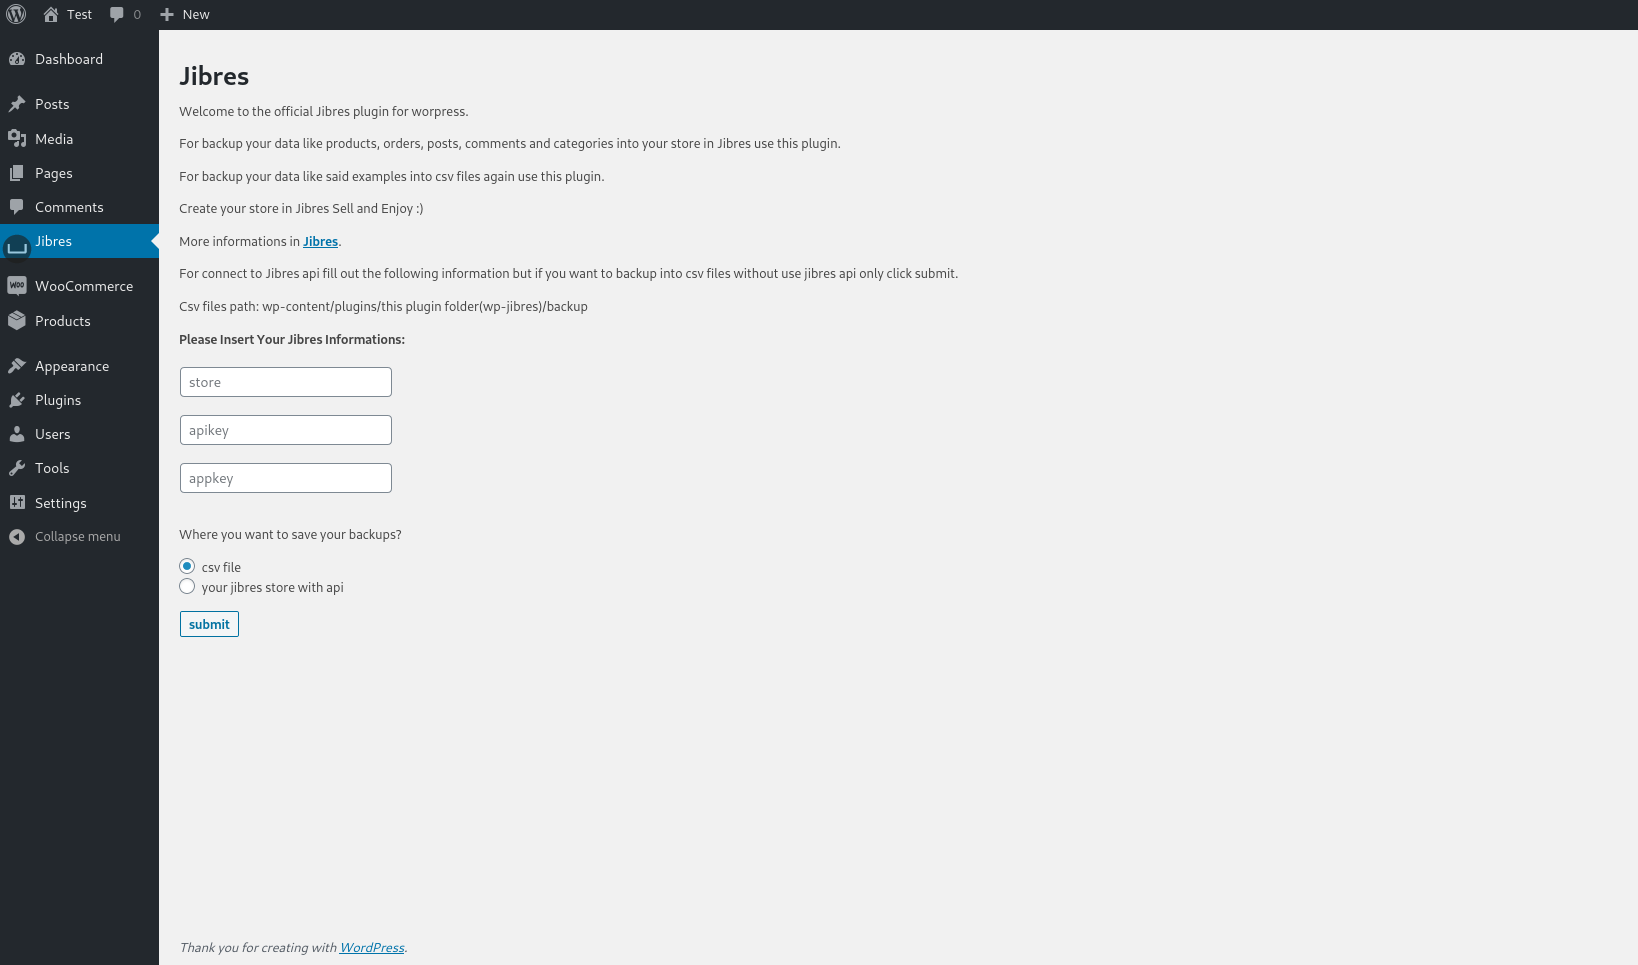 Test 0 New
Dashboard
Posts
Media
Pages
Comments
Jibres
WOO WooCommerce
Products
Appearance
Plugins
Users
Tools
Settings
Collapse menu
Jibres
Welcome to the official Jibres plugin for worpress.
For backup your data like products, orders, posts, comments and categories into your store in Jibres use this plugin.
For backup your data like said examples into csv files again use this plugin.
Create your store in Jibres Sell and Enjoy :)
More informations in Jibres.
For connect to Jibres api fill out the following information but if you want to backup into csv files without use jibres api only click submit.
Csv files path: wp-content/plugins/this plugin folder(wp-jibres)/backup
Please Insert Your Jibres Informations:
store
apikey
appkey
Where you want to save your backups?
csv file
your jibres store with api
submit
Thank you for creating with WordPress.